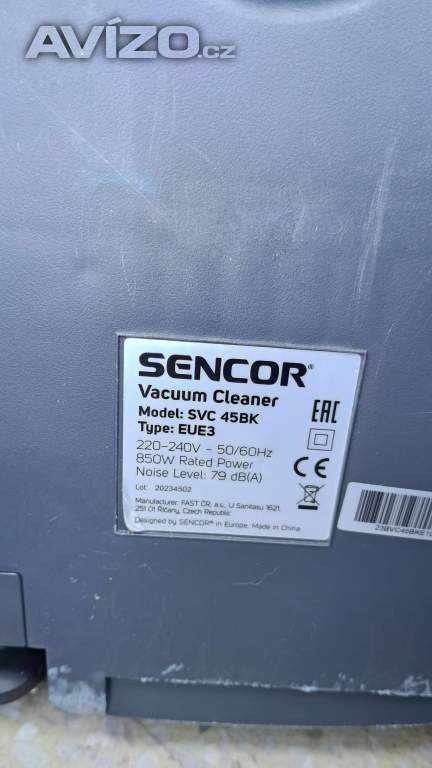 AVÍZO.cz
SENCOR®
Vacuum Cleaner
Model: SVC 45BK
Type: EUE3
220–240V ~ 50/60Hz
850W Rated Power
Noise Level: 79 dB(A)
Lot: 20234502
Manufacturer: FAST ČR, a.s., U Sanitasu 1621,
251 01 Říčany, Czech Republic
Designed by SENCOR® in Europe, Made in China
EAC
CE
23BVC45BKE1